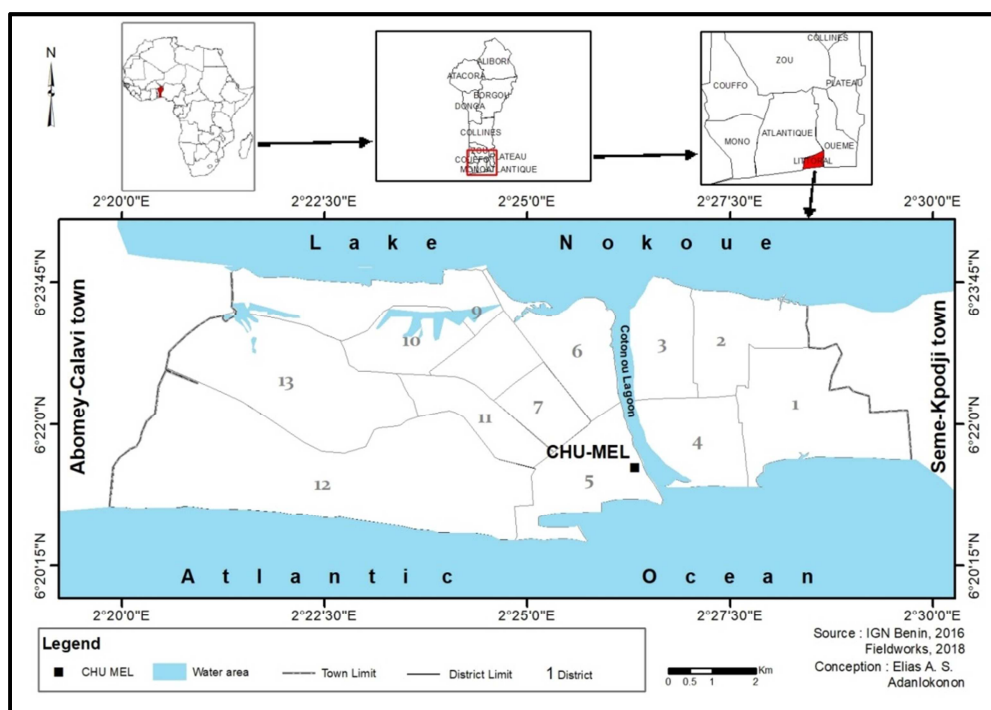 N
ALIBORI
ATACORA
BORGOU
DONGA
COLLINES
ZOU
COUFFO
PLATEAU
MONO
ATLANTIQUE
COLLINES
ZOU
COUFFO
PLATEAU
MONO
ATLANTIQUE
OUEME
LITTORAL
2°20'0"E 2°22'30"E 2°25'0"E 2°27'30"E 2°30'0"E
Lake Nokoue
6°23'45"N
6°23'45"N
9
10
6
3
2
Cotonou Lagoon
13
7
1
Abomey-Calavi town
Seme-Kpodji town
6°22'0"N
6°22'0"N
11
4
CHU-MEL
12
5
6°20'15"N
6°20'15"N
Atlantic Ocean
2°20'0"E 2°22'30"E 2°25'0"E 2°27'30"E 2°30'0"E
Legend
CHU MEL Water area Town Limit District Limit 1 District
Km
0 0.5 1 2
Source : IGN Benin, 2016
Fieldworks, 2018
Conception : Elias A. S.
Adanlokonon